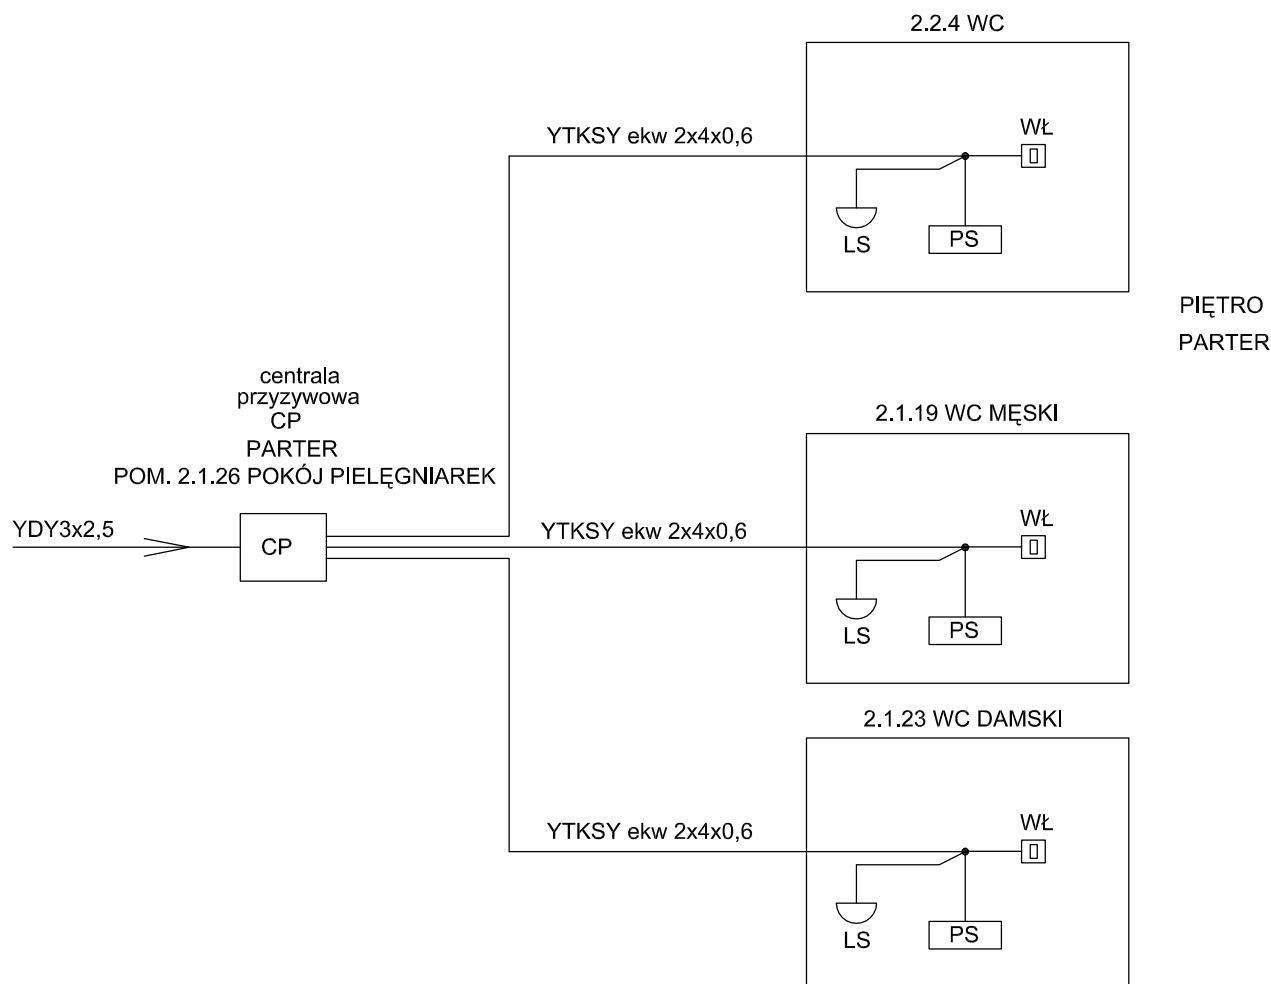 2.2.4 WC
YTKSY ekw 2x4x0,6
WŁ
LS
PS
PIĘTRO
PARTER
centrala
przyzywowa
CP
PARTER
POM. 2.1.26 POKÓJ PIELĘGNIAREK
YDY3x2,5
CP
2.1.19 WC MĘSKI
YTKSY ekw 2x4x0,6
WŁ
LS
PS
2.1.23 WC DAMSKI
YTKSY ekw 2x4x0,6
WŁ
LS
PS